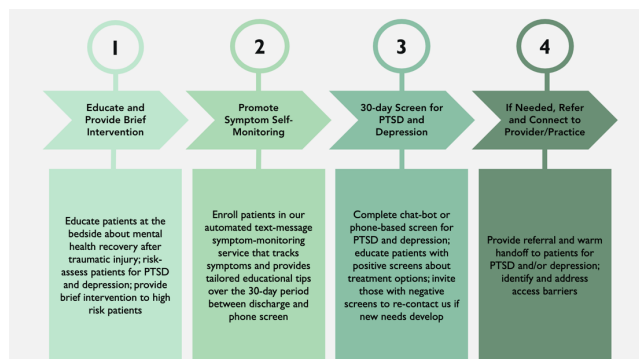 1
Educate and
Provide Brief
Intervention
Educate patients at the
bedside about mental
health recovery after
traumatic injury; risk-
assess patients for PTSD
and depression; provide
brief intervention to high
risk patients
2
Promote
Symptom Self-
Monitoring
Enroll patients in our
automated text-message
symptom-monitoring
service that tracks
symptoms and provides
tailored educational tips
over the 30-day period
between discharge and
phone screen
3
30-day Screen for
PTSD and
Depression
Complete chat-bot or
phone-based screen for
PTSD and depression;
educate patients with
positive screens about
treatment options; invite
those with negative
screens to re-contact us if
new needs develop
4
If Needed, Refer
and Connect to
Provider/Practice
Provide referral and warm
handoff to patients for
PTSD and/or depression;
identify and address
access barriers